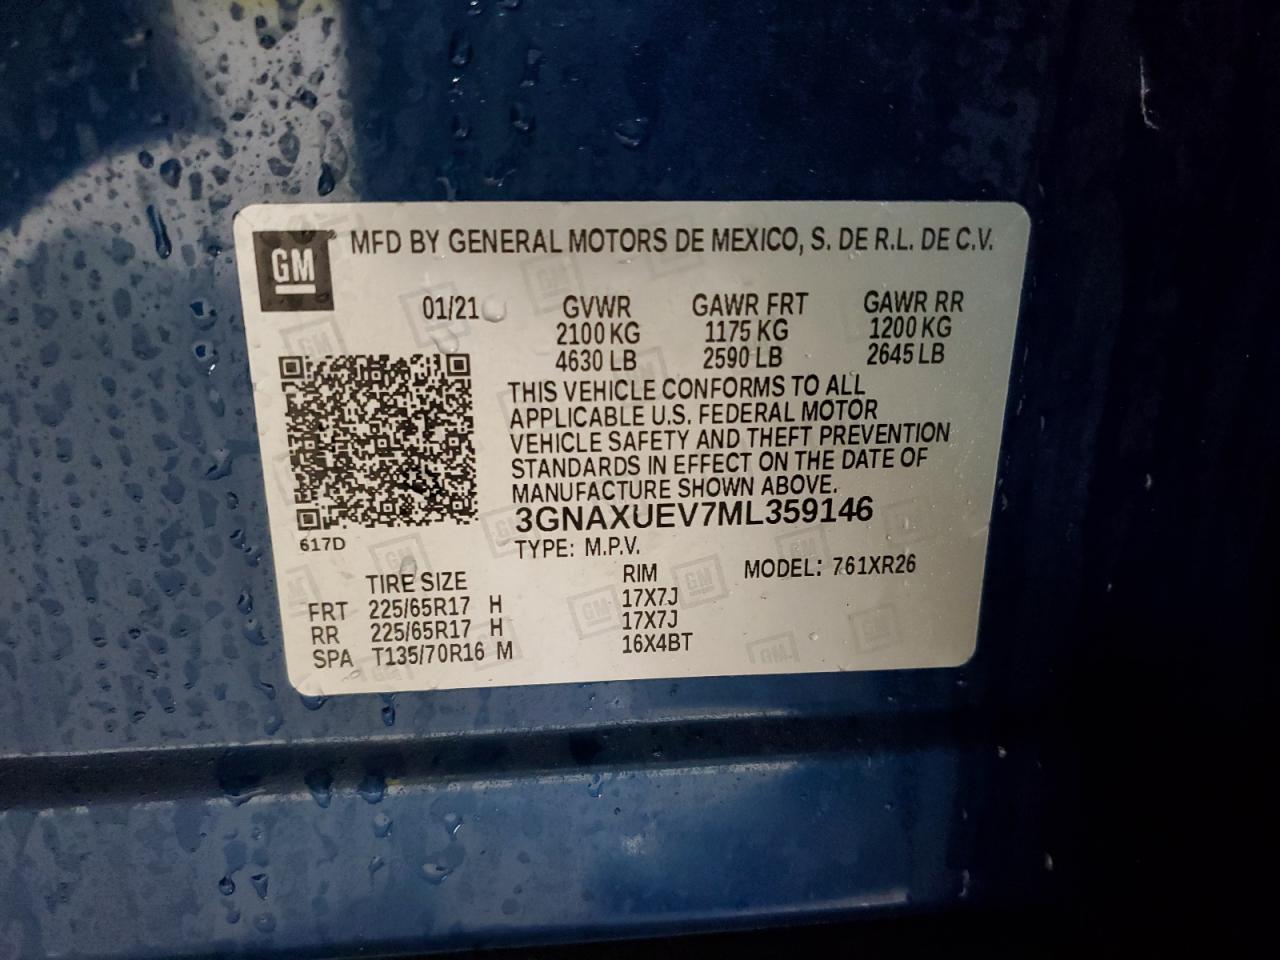 GM
MFD BY GENERAL MOTORS DE MEXICO, S. DE R.L. DE C.V.
01/21 GVWR GAWR FRT GAWR RR
2100 KG 1175 KG 1200 KG
4630 LB 2590 LB 2645 LB
THIS VEHICLE CONFORMS TO ALL
APPLICABLE U.S. FEDERAL MOTOR
VEHICLE SAFETY AND THEFT PREVENTION
STANDARDS IN EFFECT ON THE DATE OF
MANUFACTURE SHOWN ABOVE.
3GNAXUEV7ML359146
617D
TYPE: M.P.V. MODEL: 761XR26
TIRE SIZE RIM
FRT 225/65R17 H 17X7J
RR 225/65R17 H 17X7J
SPA T135/70R16 M 16X4BT